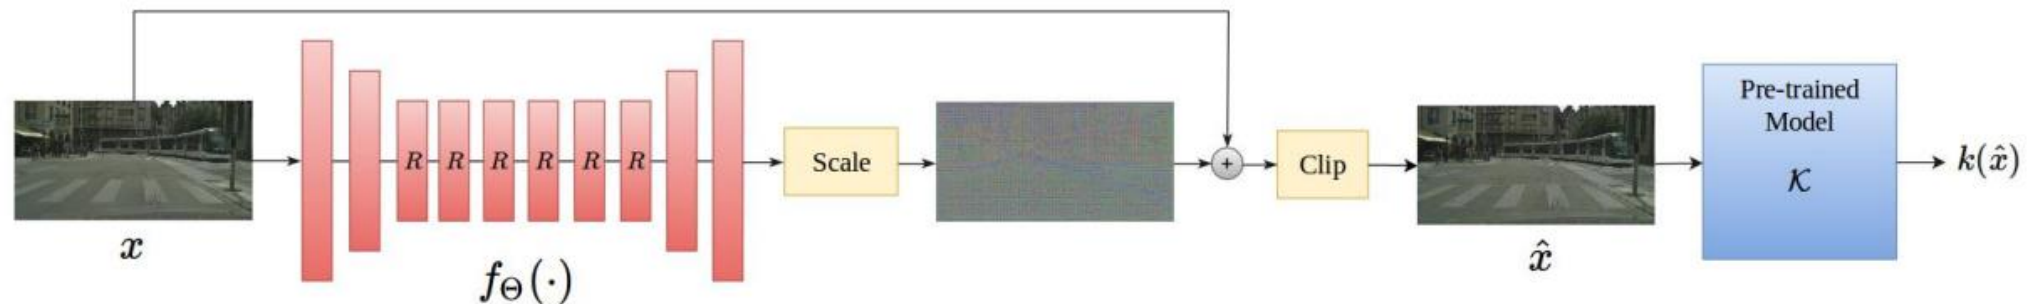 x
R R R R R R
f_Θ(·)
Scale
+
Clip
x̂
Pre-trained
Model
𝒦
k(x̂)